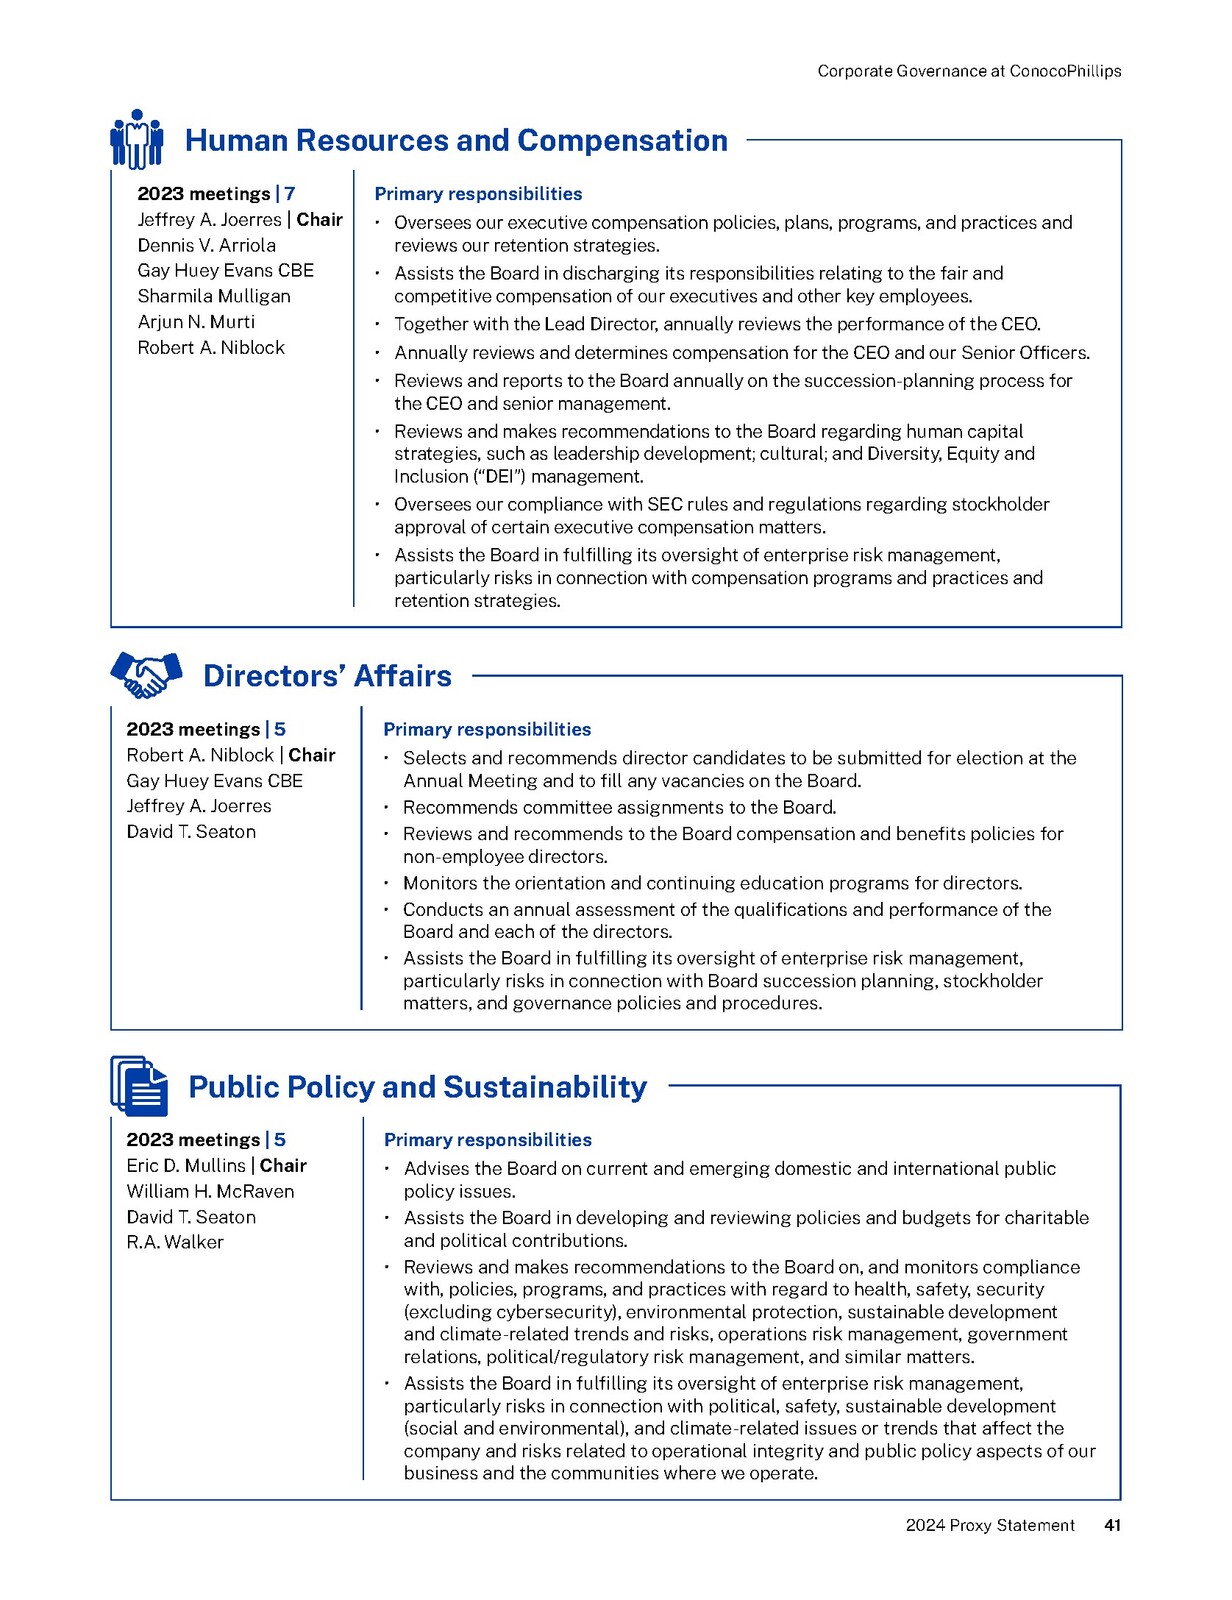 Corporate Governance at ConocoPhillips
Human Resources and Compensation
2023 meetings | 7
Jeffrey A. Joerres | Chair
Dennis V. Arriola
Gay Huey Evans CBE
Sharmila Mulligan
Arjun N. Murti
Robert A. Niblock
Primary responsibilities
• Oversees our executive compensation policies, plans, programs, and practices and
reviews our retention strategies.
• Assists the Board in discharging its responsibilities relating to the fair and
competitive compensation of our executives and other key employees.
• Together with the Lead Director, annually reviews the performance of the CEO.
• Annually reviews and determines compensation for the CEO and our Senior Officers.
• Reviews and reports to the Board annually on the succession-planning process for
the CEO and senior management.
• Reviews and makes recommendations to the Board regarding human capital
strategies, such as leadership development; cultural; and Diversity, Equity and
Inclusion (“DEI”) management.
• Oversees our compliance with SEC rules and regulations regarding stockholder
approval of certain executive compensation matters.
• Assists the Board in fulfilling its oversight of enterprise risk management,
particularly risks in connection with compensation programs and practices and
retention strategies.
Directors’ Affairs
2023 meetings | 5
Robert A. Niblock | Chair
Gay Huey Evans CBE
Jeffrey A. Joerres
David T. Seaton
Primary responsibilities
• Selects and recommends director candidates to be submitted for election at the
Annual Meeting and to fill any vacancies on the Board.
• Recommends committee assignments to the Board.
• Reviews and recommends to the Board compensation and benefits policies for
non-employee directors.
• Monitors the orientation and continuing education programs for directors.
• Conducts an annual assessment of the qualifications and performance of the
Board and each of the directors.
• Assists the Board in fulfilling its oversight of enterprise risk management,
particularly risks in connection with Board succession planning, stockholder
matters, and governance policies and procedures.
Public Policy and Sustainability
2023 meetings | 5
Eric D. Mullins | Chair
William H. McRaven
David T. Seaton
R.A. Walker
Primary responsibilities
• Advises the Board on current and emerging domestic and international public
policy issues.
• Assists the Board in developing and reviewing policies and budgets for charitable
and political contributions.
• Reviews and makes recommendations to the Board on, and monitors compliance
with, policies, programs, and practices with regard to health, safety, security
(excluding cybersecurity), environmental protection, sustainable development
and climate-related trends and risks, operations risk management, government
relations, political/regulatory risk management, and similar matters.
• Assists the Board in fulfilling its oversight of enterprise risk management,
particularly risks in connection with political, safety, sustainable development
(social and environmental), and climate-related issues or trends that affect the
company and risks related to operational integrity and public policy aspects of our
business and the communities where we operate.
2024 Proxy Statement 41